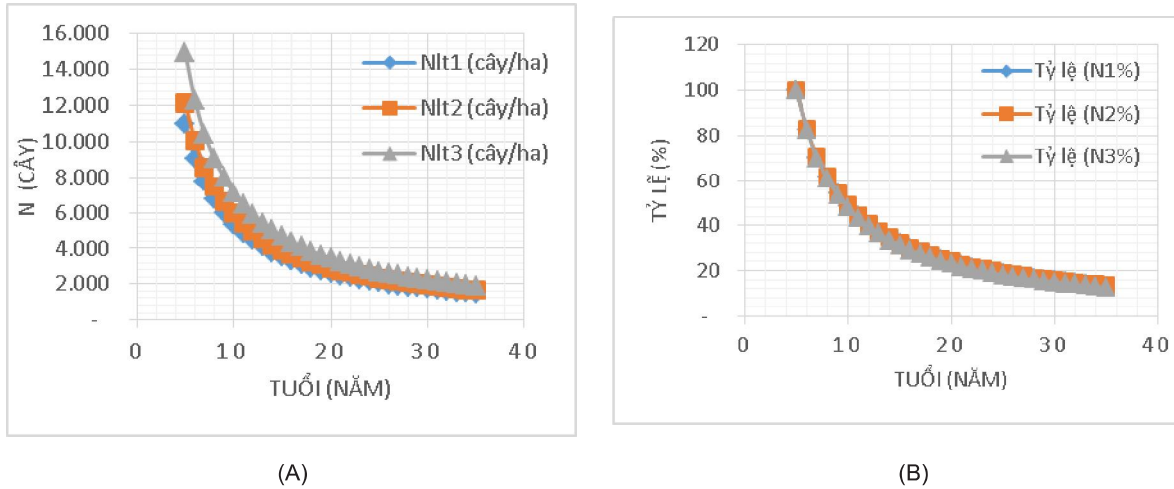 16.000
14.000
12.000
10.000
8.000
6.000
4.000
2.000
-
N (CÂY)
Nlt1 (cây/ha)
Nlt2 (cây/ha)
Nlt3 (cây/ha)
0 10 20 30 40
TUỔI (NĂM)
(A)
120
100
80
60
40
20
-
TỶ LỆ (%)
Tỷ lệ (N1%)
Tỷ lệ (N2%)
Tỷ lệ (N3%)
0 10 20 30 40
TUỔI (NĂM)
(B)